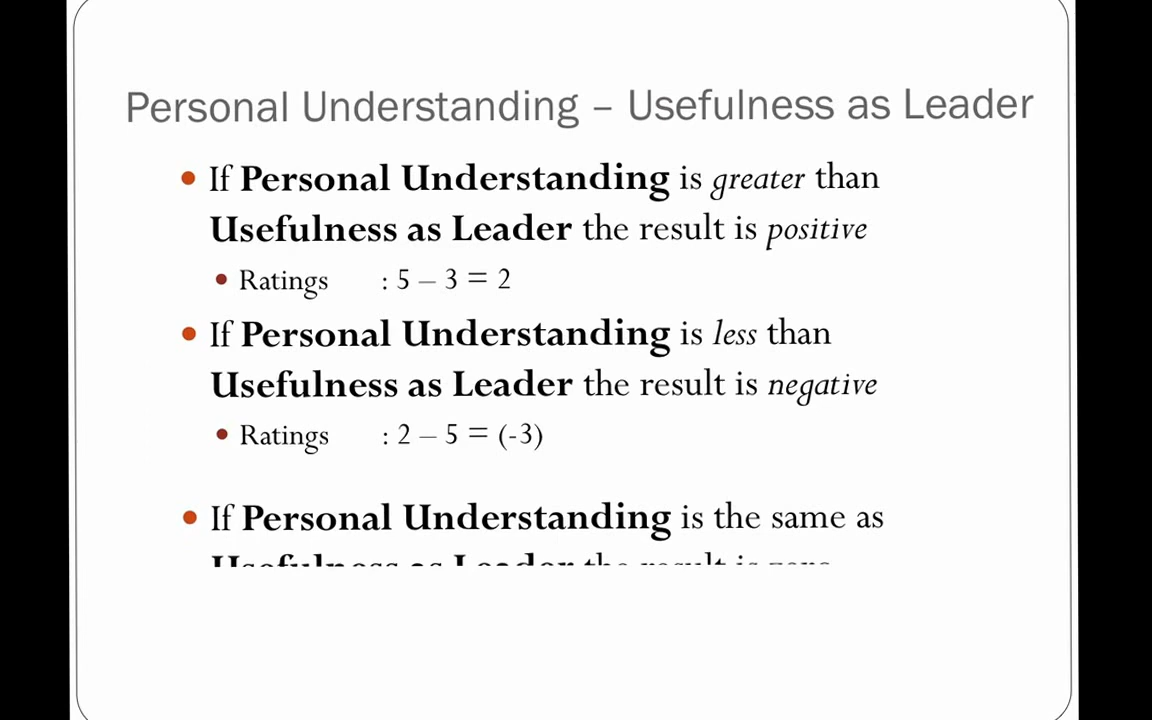 Personal Understanding – Usefulness as Leader
• If Personal Understanding is greater than
Usefulness as Leader the result is positive
• Ratings : 5 – 3 = 2
• If Personal Understanding is less than
Usefulness as Leader the result is negative
• Ratings : 2 – 5 = (-3)
• If Personal Understanding is the same as
Usefulness as Leader the result is zero